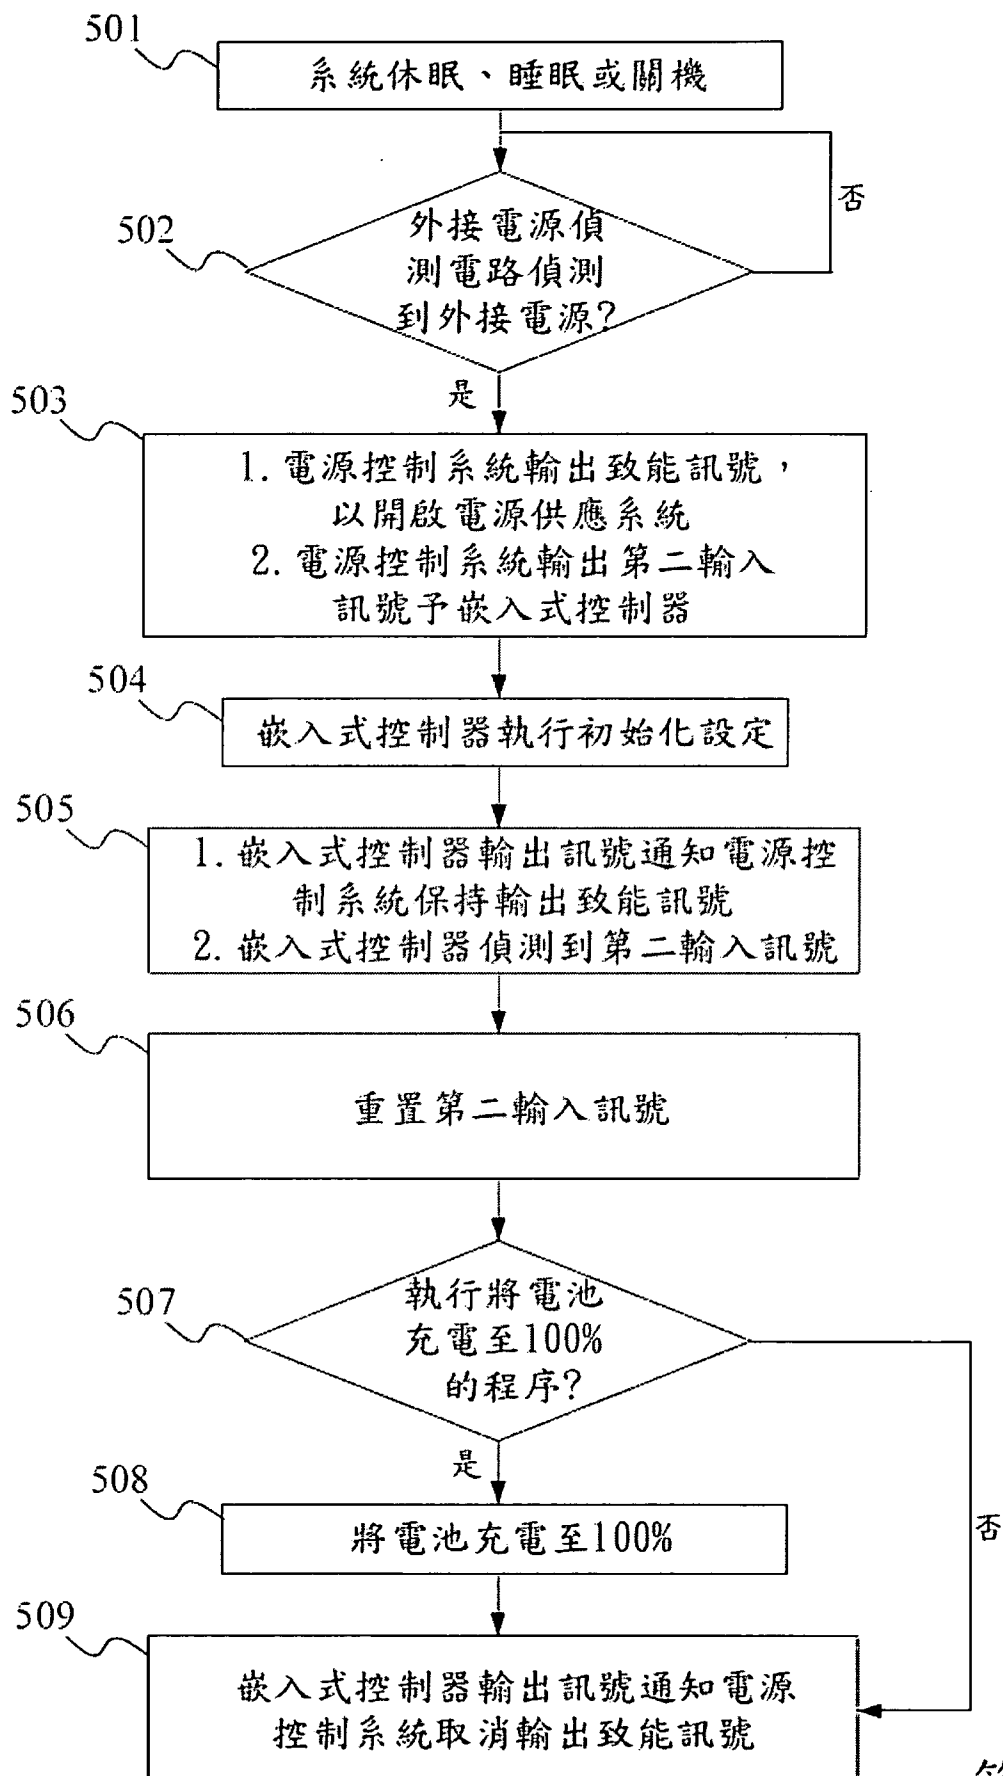 501
系統休眠、睡眠或關機
502
外接電源偵
測電路偵測
到外接電源?
否
是
503
1. 電源控制系統輸出致能訊號，
以開啟電源供應系統
2. 電源控制系統輸出第二輸入
訊號予嵌入式控制器
504
嵌入式控制器執行初始化設定
505
1. 嵌入式控制器輸出訊號通知電源控
制系統保持輸出致能訊號
2. 嵌入式控制器偵測到第二輸入訊號
506
重置第二輸入訊號
507
執行將電池
充電至100%
的程序?
是
否
508
將電池充電至100%
509
嵌入式控制器輸出訊號通知電源
控制系統取消輸出致能訊號